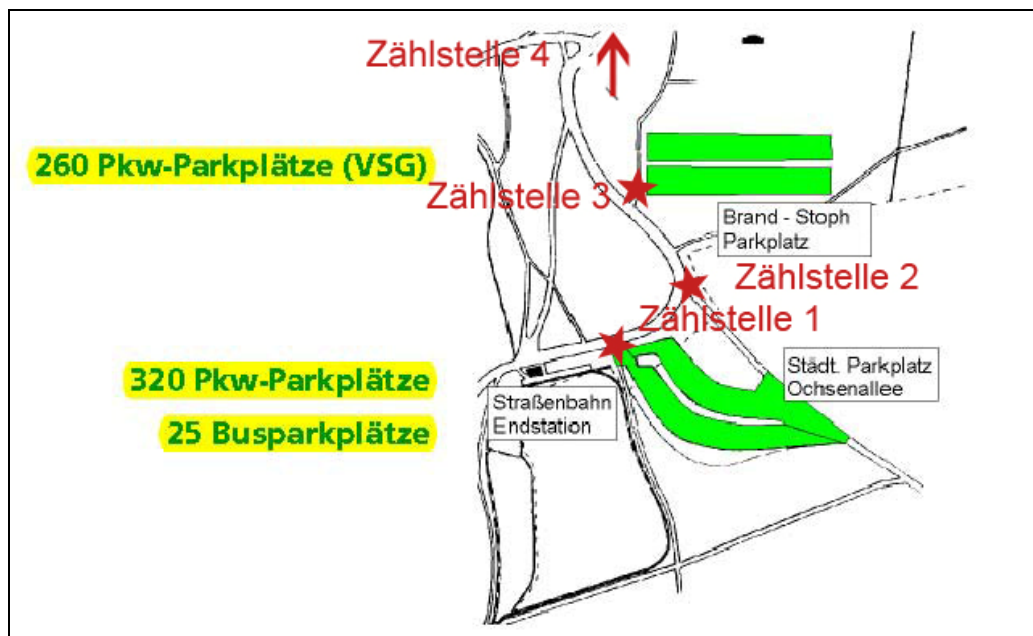 Zählstelle 4
260 Pkw-Parkplätze (VSG)
Zählstelle 3
Brand - Stoph
Parkplatz
Zählstelle 2
Zählstelle 1
320 Pkw-Parkplätze
25 Busparkplätze
Straßenbahn
Endstation
Städt. Parkplatz
Ochsenallee